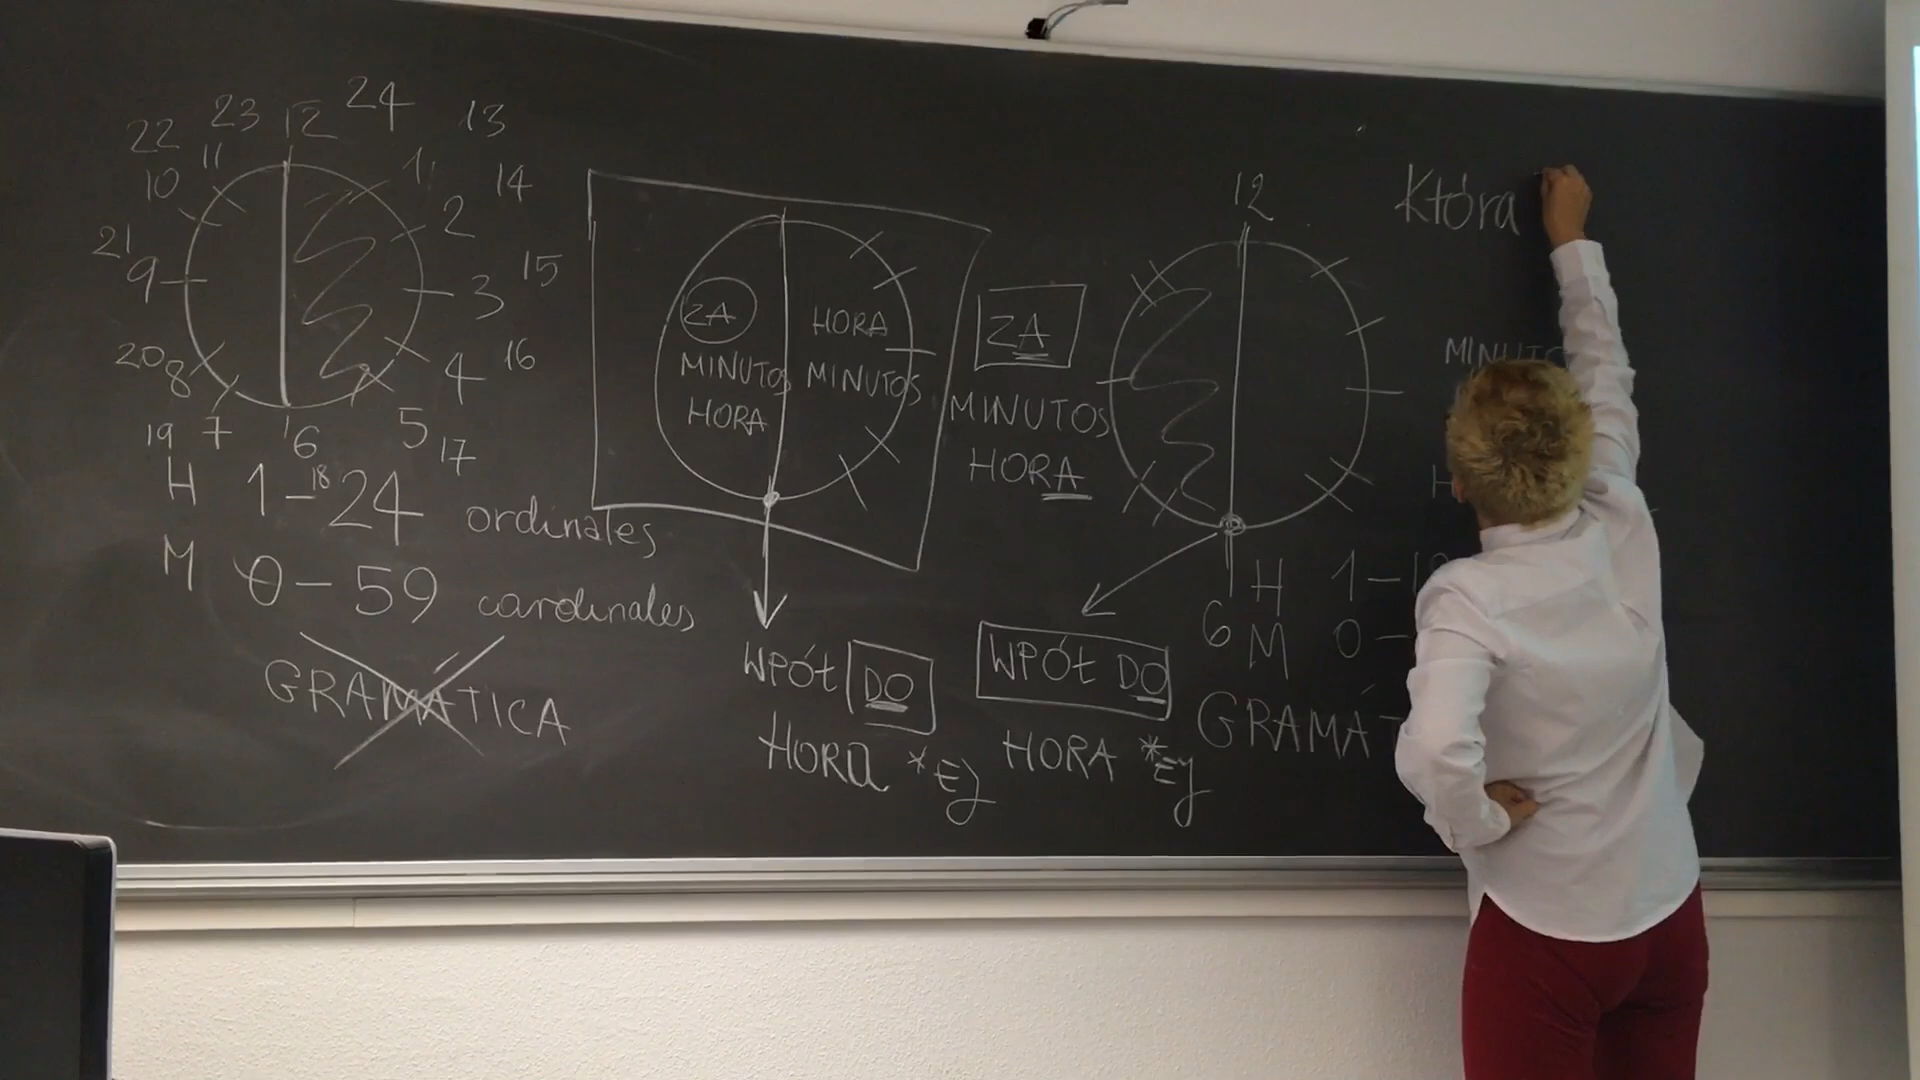 24
23 12 13
22
11 1
10 14
2
21
9 3 15
20 8 4 16
19 7 6 5 17
18
H 1-24 ordinales
M 0-59 cardinales
GRAMATICA
ZA HORA
MINUTOS MINUTOS
HORA
WPÓŁ DO
HORA *EJ
ZA
MINUTOS
HORA
12
6
WPÓŁ DO
HORA *EJ
Która
H 1-
M 0-